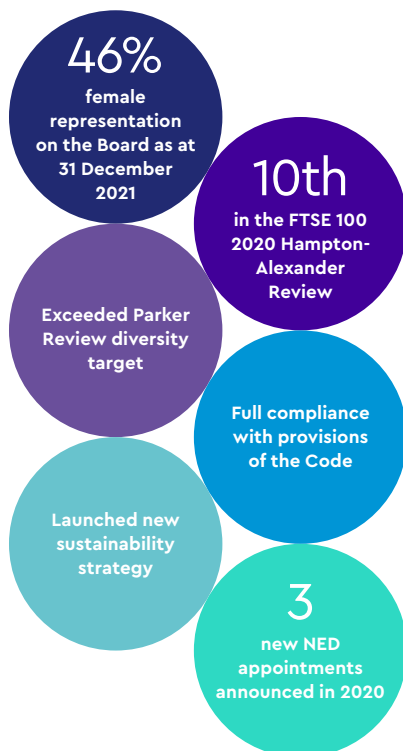 46%
female
representation
on the Board as at
31 December
2021
10th
in the FTSE 100
2020 Hampton-
Alexander
Review
Exceeded Parker
Review diversity
target
Full compliance
with provisions
of the Code
Launched new
sustainability
strategy
3
new NED
appointments
announced in 2020